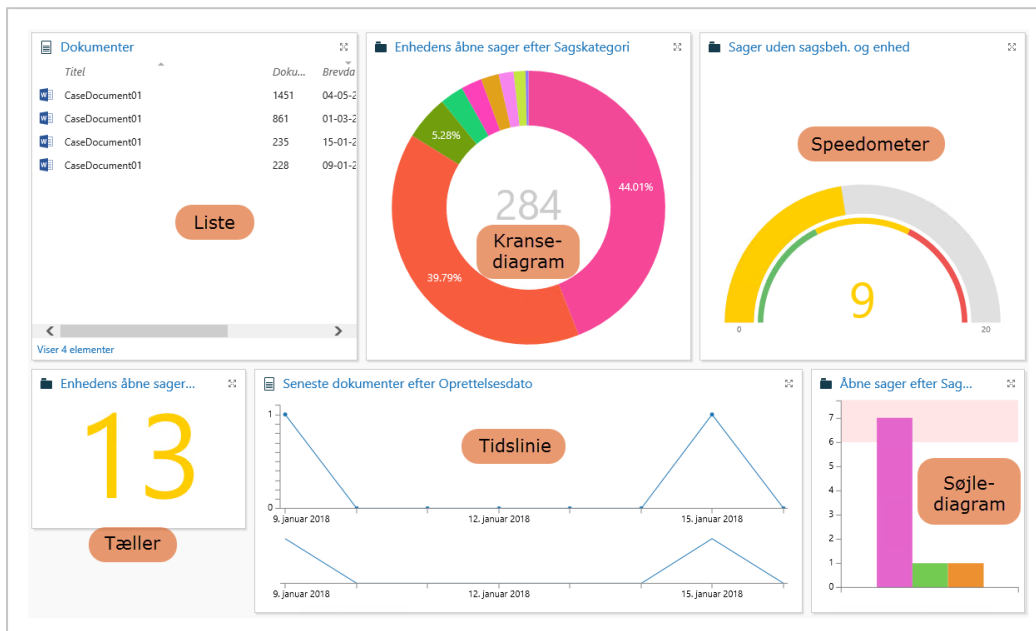 Dokumenter
Titel Doku... Brevda
CaseDocument01 1451 04-05-2
CaseDocument01 861 01-03-2
CaseDocument01 235 15-01-2
CaseDocument01 228 09-01-2
Liste
Viser 4 elementer
Enhedens åbne sager efter Sagskategori
5.28%
44.01%
284
Kranse-
diagram
39.79%
Sager uden sagsbeh. og enhed
Speedometer
9
0 20
Enhedens åbne sager...
13
Tæller
Seneste dokumenter efter Oprettelsesdato
1
Tidslinie
0
9. januar 2018 12. januar 2018 15. januar 2018
9. januar 2018 12. januar 2018 15. januar 2018
Åbne sager efter Sag...
7
6
5
4
3
2
1
0
Søjle-
diagram